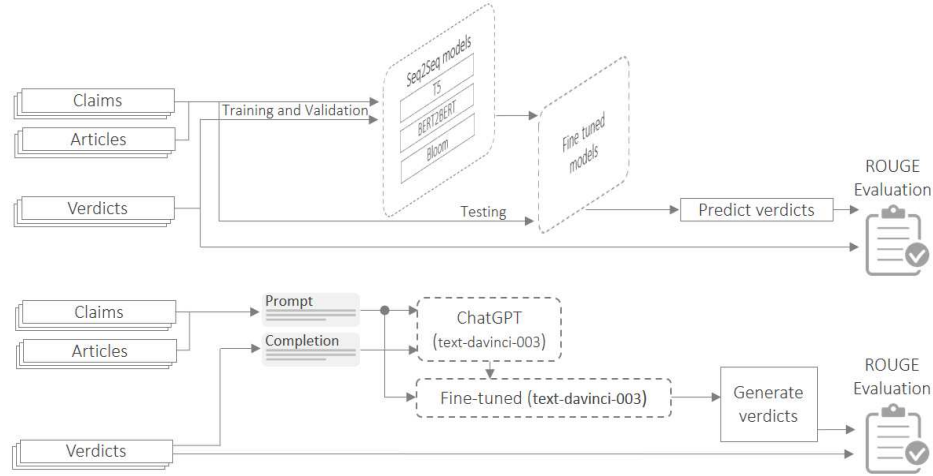 Seq2Seq models
T5
BERT2BERT
Bloom
Claims
Articles
Training and Validation
Verdicts
Testing
Fine tuned
models
Predict verdicts
ROUGE
Evaluation
Claims
Articles
Prompt
Completion
ChatGPT
(text-davinci-003)
Fine-tuned (text-davinci-003)
Generate
verdicts
ROUGE
Evaluation
Verdicts